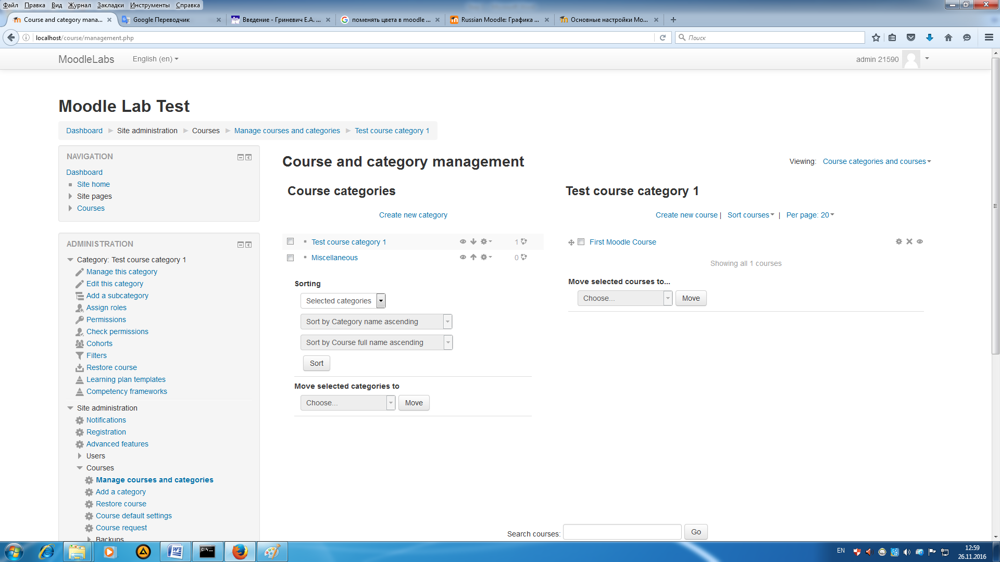 Файл Правка Вид Журнал Закладки Инструменты Справка
Course and category mana... Google Переводчик Введение - Гриневич Е.А. ... поменять цвета в moodle ... Russian Moodle: Графика ... Основные настройки Mo...
localhost/course/management.php Поиск
MoodleLabs English (en) admin 21590
Moodle Lab Test
Dashboard Site administration Courses Manage courses and categories Test course category 1
NAVIGATION
Dashboard
Site home
Site pages
Courses
ADMINISTRATION
Category: Test course category 1
Manage this category
Edit this category
Add a subcategory
Assign roles
Permissions
Check permissions
Cohorts
Filters
Restore course
Learning plan templates
Competency frameworks
Site administration
Notifications
Registration
Advanced features
Users
Courses
Manage courses and categories
Add a category
Restore course
Course default settings
Course request
Backups
Course and category management
Viewing: Course categories and courses
Course categories
Create new category
Test course category 1 1
Miscellaneous 0
Sorting
Selected categories
Sort by Category name ascending
Sort by Course full name ascending
Sort
Move selected categories to
Choose... Move
Test course category 1
Create new course | Sort courses | Per page: 20
First Moodle Course
Showing all 1 courses
Move selected courses to...
Choose... Move
Search courses: Go
EN 12:59
26.11.2016